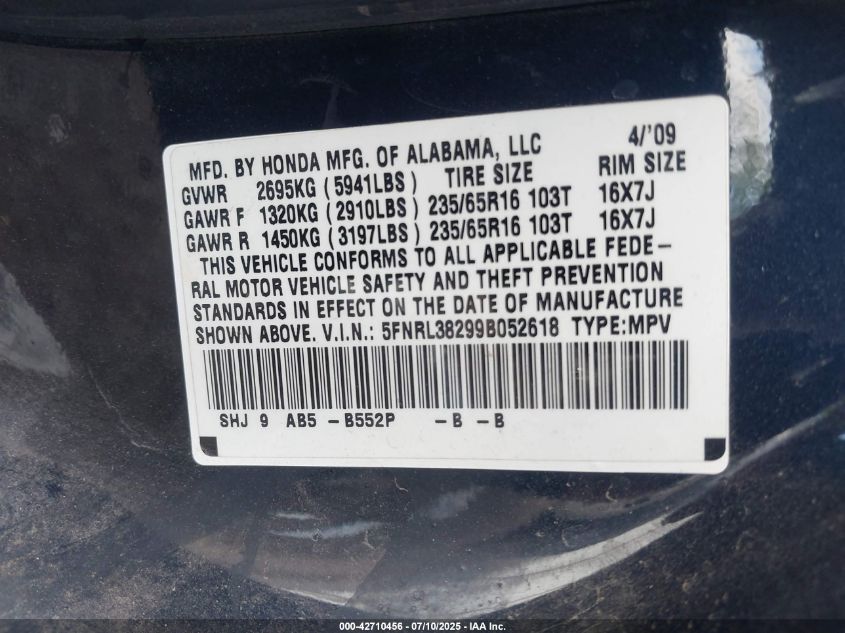 MFD. BY HONDA MFG. OF ALABAMA, LLC 4/'09
GVWR 2695KG (5941LBS) TIRE SIZE RIM SIZE
GAWR F 1320KG (2910LBS) 235/65R16 103T 16X7J
GAWR R 1450KG (3197LBS) 235/65R16 103T 16X7J
THIS VEHICLE CONFORMS TO ALL APPLICABLE FEDE-
RAL MOTOR VEHICLE SAFETY AND THEFT PREVENTION
STANDARDS IN EFFECT ON THE DATE OF MANUFACTURE
SHOWN ABOVE. V.I.N.: 5FNRL38299B052618 TYPE:MPV
SHJ 9 AB5 -B552P -B -B
000-42710456 - 07/10/2025 - IAA Inc.